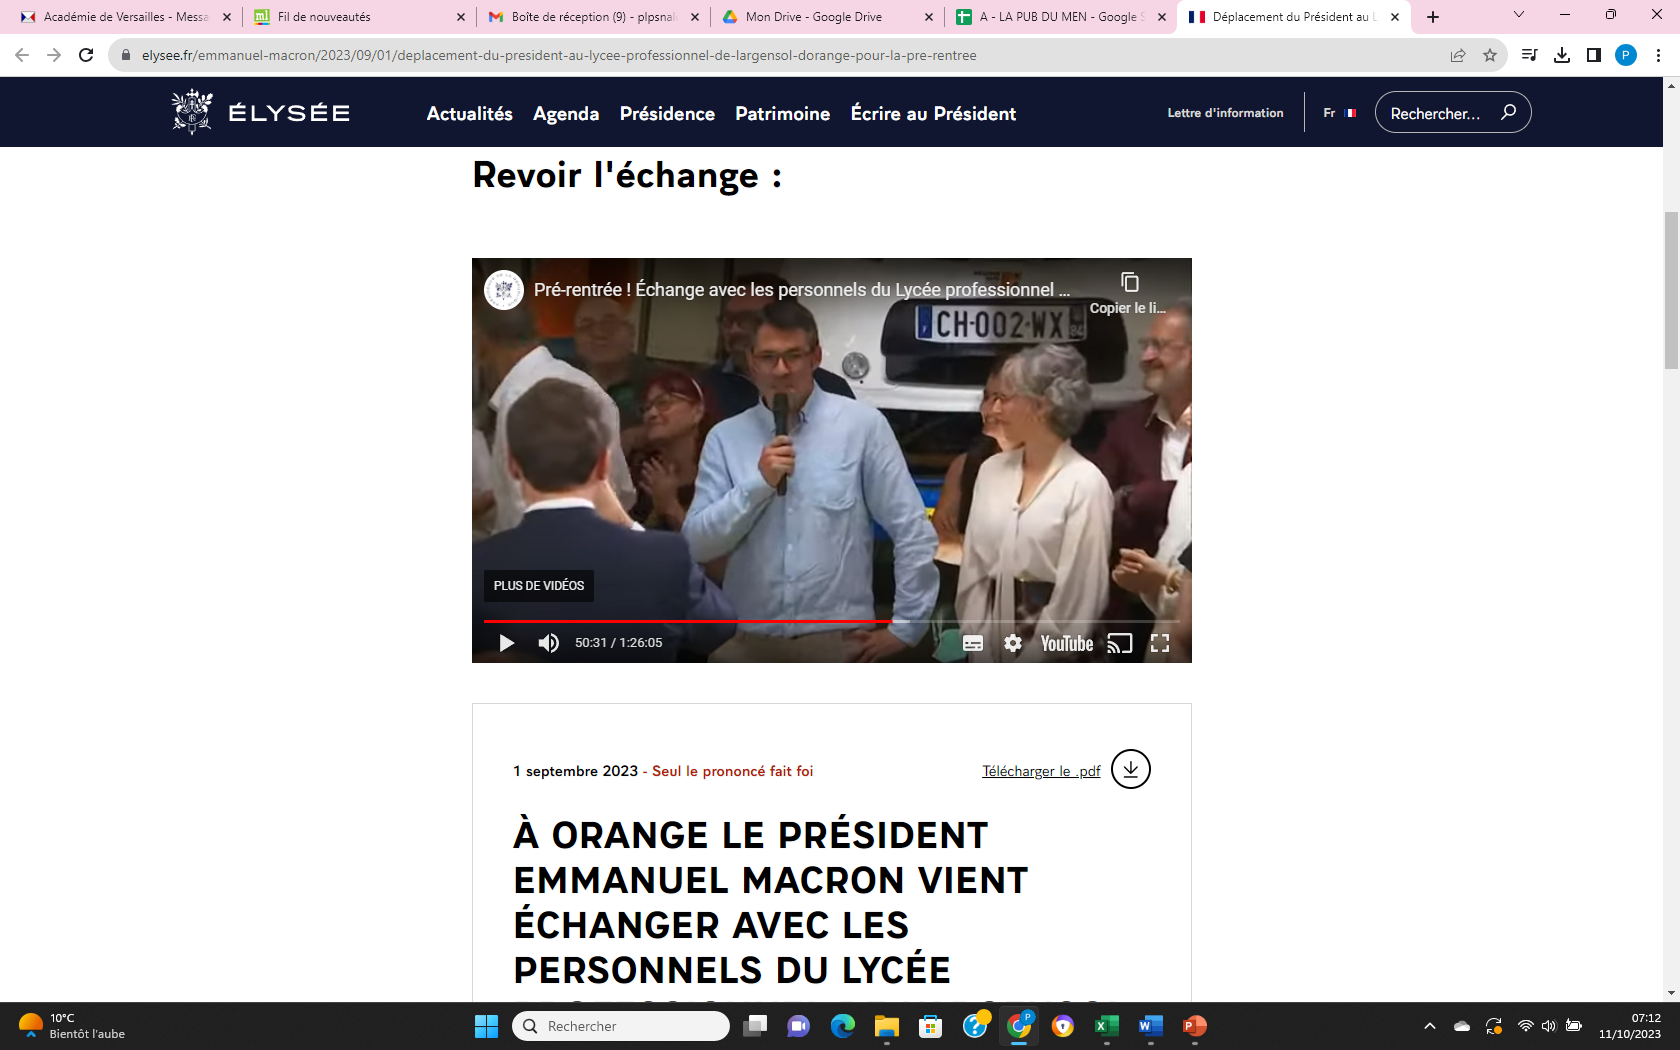 Académie de Versailles - Messa
Fil de nouveautés
Boîte de réception (9) - plpsnal
Mon Drive - Google Drive
A - LA PUB DU MEN - Google S
Déplacement du Président au L
elysee.fr/emmanuel-macron/2023/09/01/deplacement-du-president-au-lycee-professionnel-de-largensol-dorange-pour-la-pre-rentree
P
ÉLYSÉE
Actualités
Agenda
Présidence
Patrimoine
Écrire au Président
Lettre d'information
Fr
Rechercher...
Revoir l'échange :
Pré-rentrée ! Échange avec les personnels du Lycée professionnel ...
Copier le li...
CH-002-WX
84
PLUS DE VIDÉOS
50:31 / 1:26:05
YouTube
1 septembre 2023 - Seul le prononcé fait foi
Télécharger le .pdf
À ORANGE LE PRÉSIDENT
EMMANUEL MACRON VIENT
ÉCHANGER AVEC LES
PERSONNELS DU LYCÉE
10°C
Bientôt l'aube
Rechercher
07:12
11/10/2023